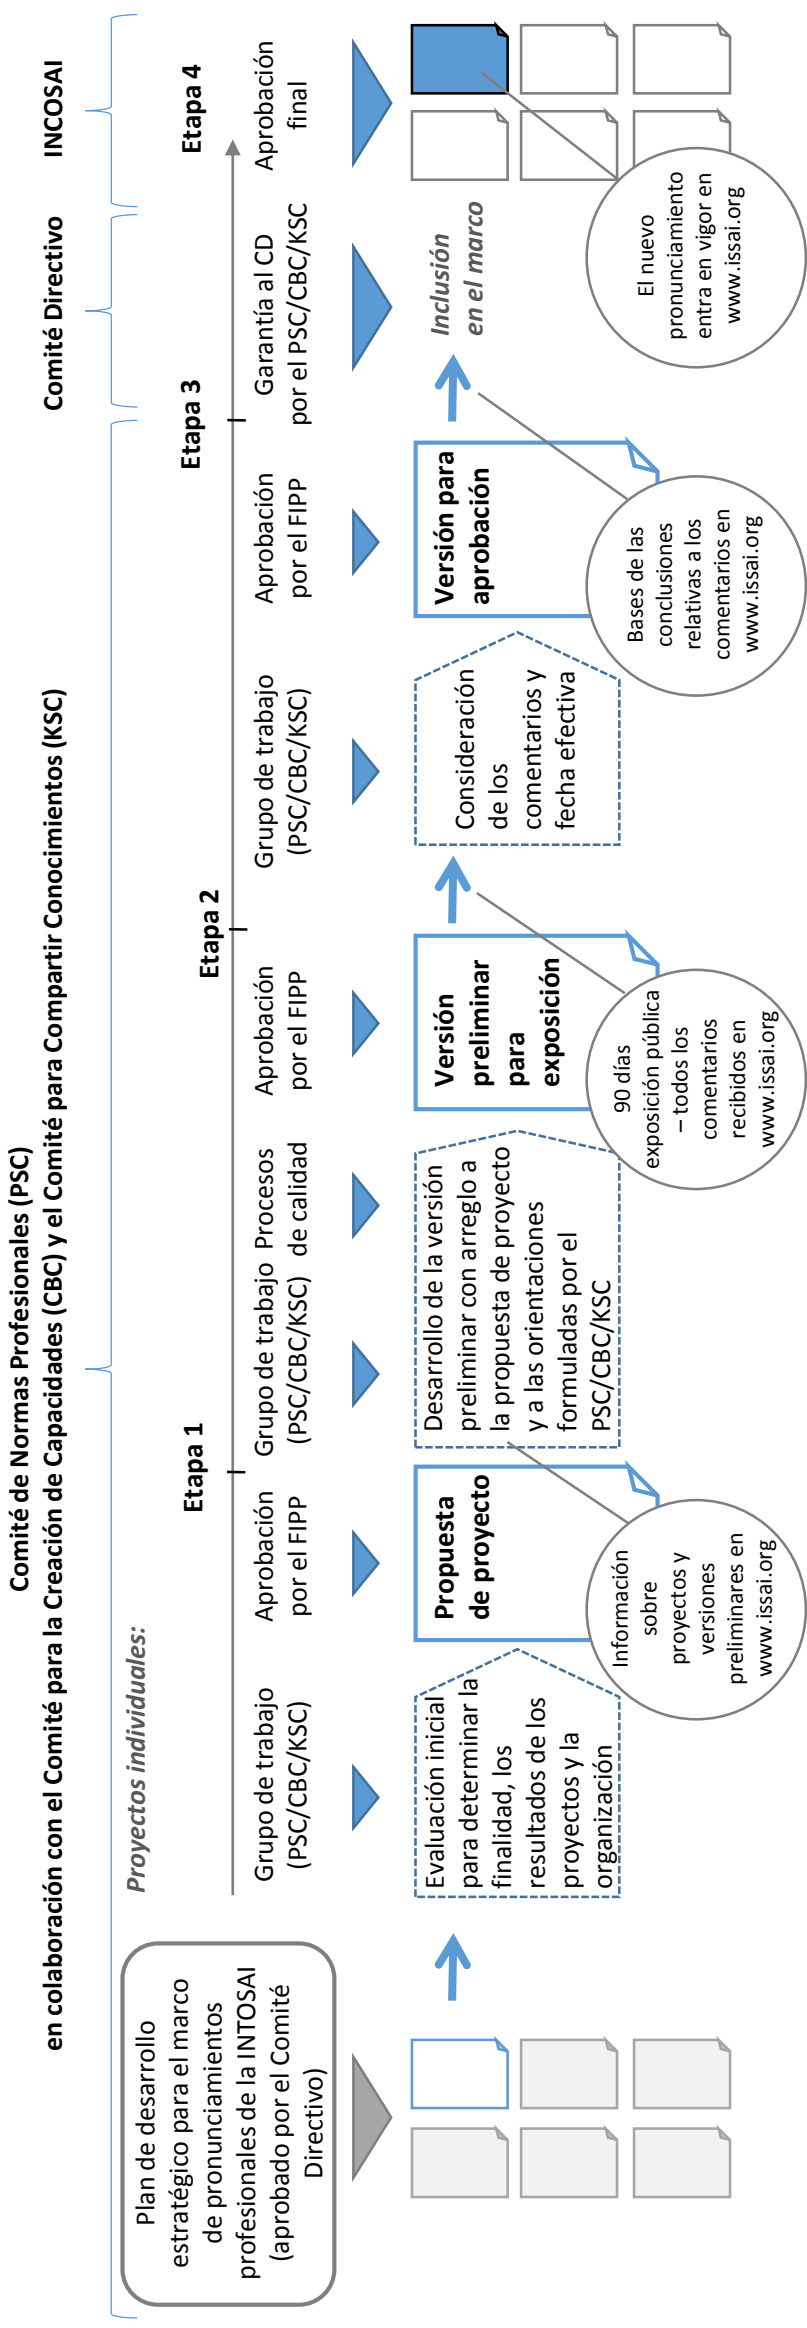 Comité de Normas Profesionales (PSC)
en colaboración con el Comité para la Creación de Capacidades (CBC) y el Comité para Compartir Conocimientos (KSC)
Comité Directivo
INCOSAI
Plan de desarrollo
estratégico para el marco
de pronunciamientos
profesionales de la INTOSAI
(aprobado por el Comité
Directivo)
Proyectos individuales:
Etapa 1
Etapa 2
Etapa 3
Etapa 4
Grupo de trabajo
(PSC/CBC/KSC)
Aprobación
por el FIPP
Grupo de trabajo
(PSC/CBC/KSC)
Procesos
de calidad
Aprobación
por el FIPP
Grupo de trabajo
(PSC/CBC/KSC)
Aprobación
por el FIPP
Garantía al CD
por el PSC/CBC/KSC
Aprobación
final
Evaluación inicial
para determinar la
finalidad, los
resultados de los
proyectos y la
organización
Propuesta
de proyecto
Desarrollo de la versión
preliminar con arreglo a
la propuesta de proyecto
y a las orientaciones
formuladas por el
PSC/CBC/KSC
Versión
preliminar
para
exposición
Consideración
de los
comentarios y
fecha efectiva
Versión para
aprobación
Inclusión
en el marco
Información
sobre
proyectos y
versiones
preliminares en
www.issai.org
90 días
exposición pública
– todos los
comentarios
recibidos en
www.issai.org
Bases de las
conclusiones
relativas a los
comentarios en
www.issai.org
El nuevo
pronunciamiento
entra en vigor en
www.issai.org